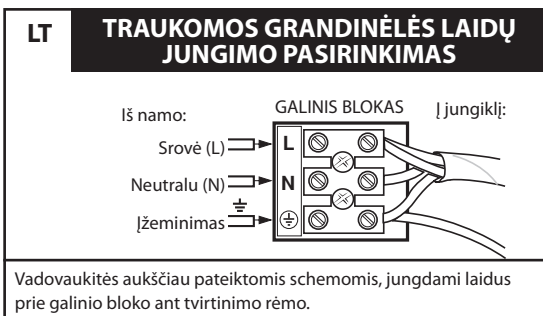 LT
TRAUKOMOS GRANDINĖLĖS LAIDŲ
JUNGIMO PASIRINKIMAS
Iš namo:
GALINIS BLOKAS
Į jungiklį:
Srovė (L)
L
Neutralu (N)
N
Įžeminimas
Vadovaukitės aukščiau pateiktomis schemomis, jungdami laidus
prie galinio bloko ant tvirtinimo rėmo.